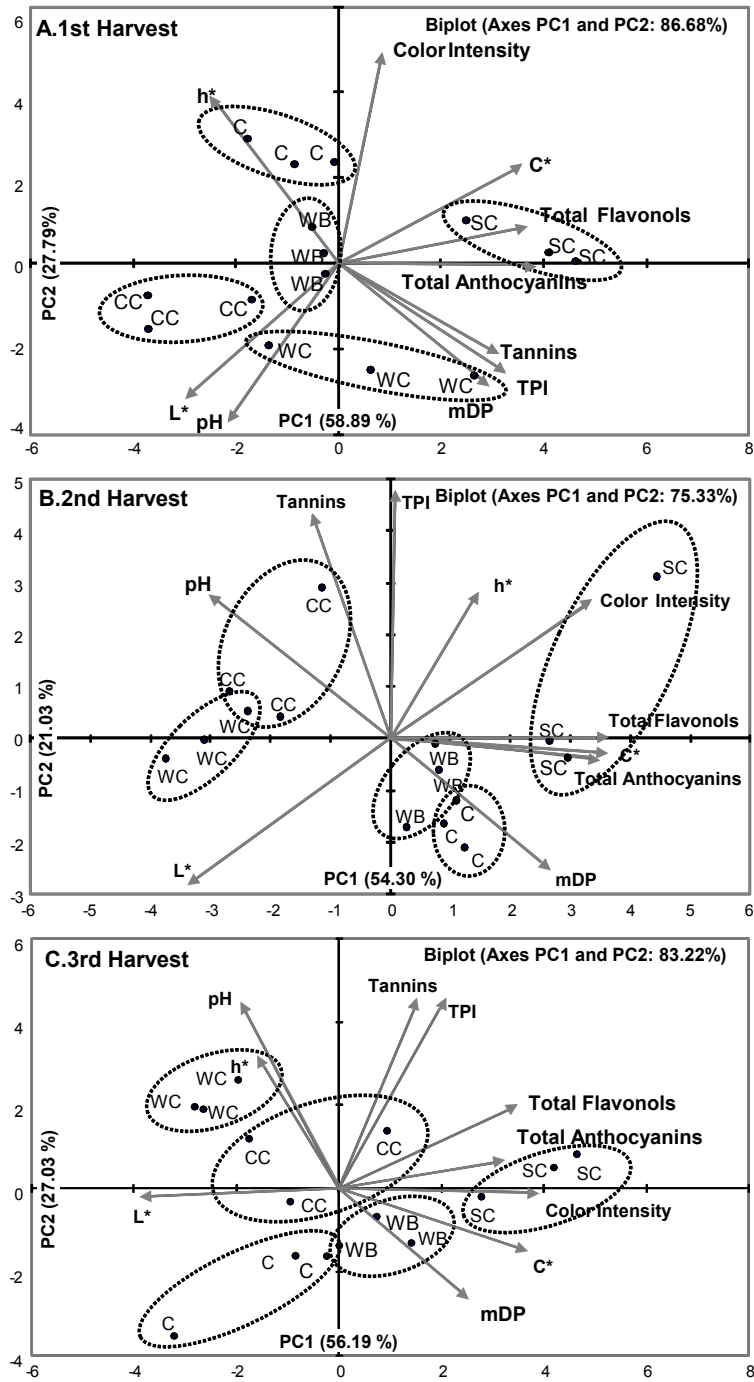 A.1st Harvest
Biplot (Axes PC1 and PC2: 86.68%)
Color Intensity
h*
C
C
C
C*
WB
SC
Total Flavonols
WB
SC
SC
WB
Total Anthocyanins
CC
CC
CC
WC
WC
WC
Tannins
TPI
mDP
L*
pH
PC2 (27.79%)
PC1 (58.89 %)
6
4
2
0
-2
-4
-6 -4 -2 0 2 4 6 8
B.2nd Harvest
Biplot (Axes PC1 and PC2: 75.33%)
Tannins
TPI
pH
CC
h*
SC
Color Intensity
CC
CC
WC
WC
WC
Total Flavonols
SC
C*
SC
Total Anthocyanins
WB
WB
WB
C
C
C
L*
mDP
PC2 (21.03 %)
PC1 (54.30 %)
5
4
3
2
1
0
-1
-2
-3
-6 -5 -4 -3 -2 -1 0 1 2 3 4 5 6
C.3rd Harvest
Biplot (Axes PC1 and PC2: 83.22%)
Tannins
TPI
pH
h*
WC
WC
WC
CC
CC
CC
Total Flavonols
Total Anthocyanins
SC
SC
SC
Color Intensity
L*
WB
WB
WB
C*
C
C
C
mDP
PC2 (27.03 %)
PC1 (56.19 %)
6
4
2
0
-2
-4
-6 -4 -2 0 2 4 6 8